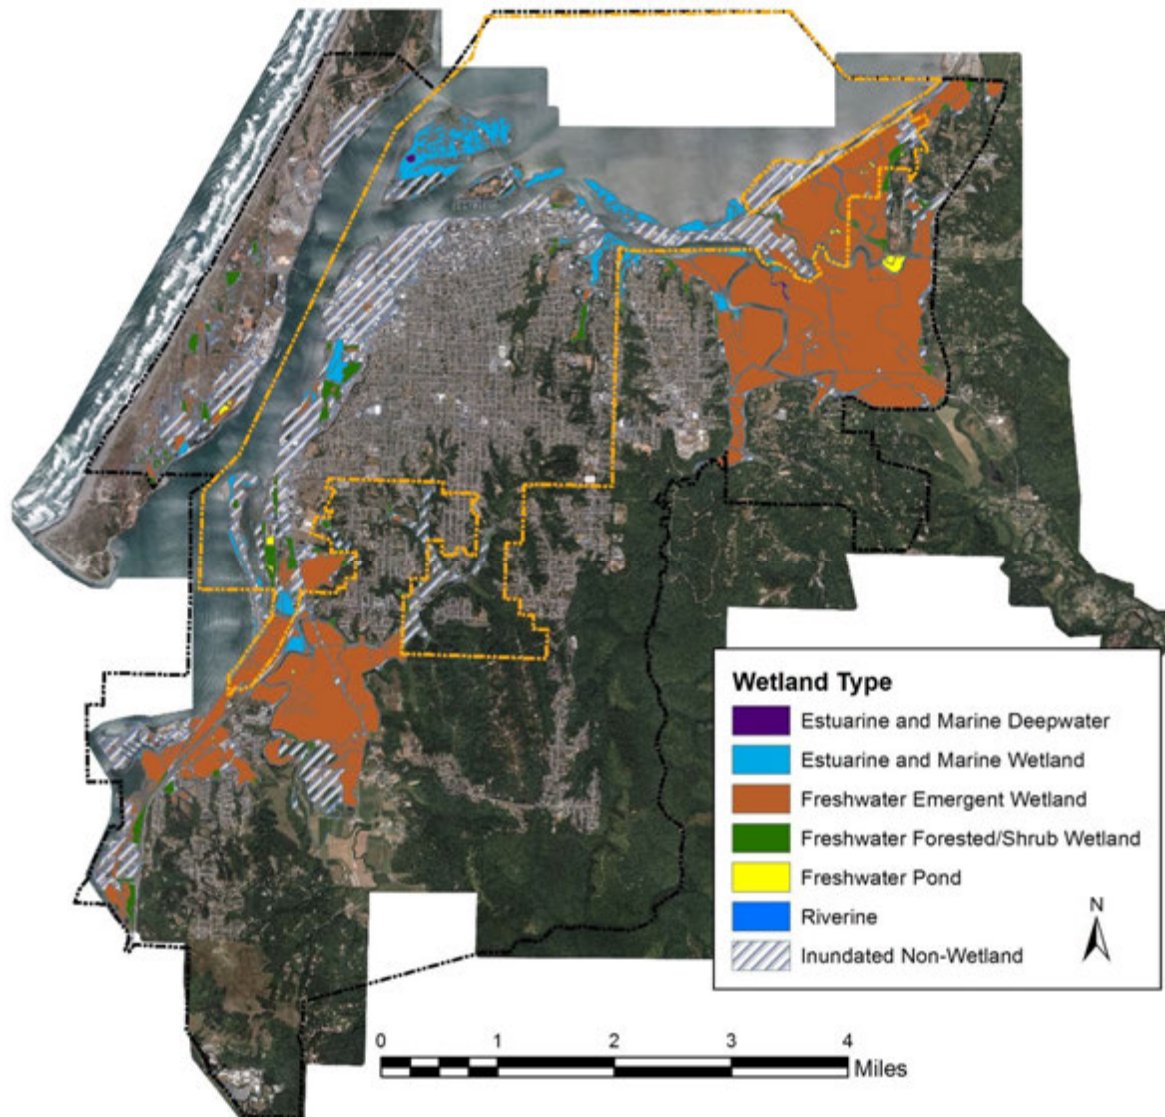 Wetland Type
Estuarine and Marine Deepwater
Estuarine and Marine Wetland
Freshwater Emergent Wetland
Freshwater Forested/Shrub Wetland
Freshwater Pond
Riverine
Inundated Non-Wetland
N
0 1 2 3 4
Miles